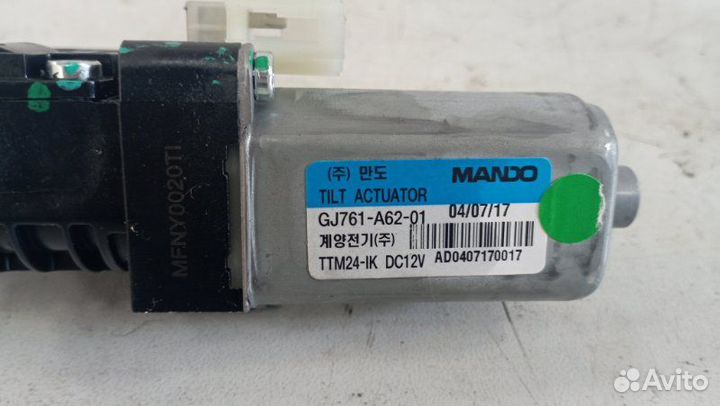 MFNY0020TI
(주) 만도 MANDO
TILT ACTUATOR
GJ761-A62-01 04/07/17
계양전기(주)
TTM24-IK DC12V AD0407170017
Avito